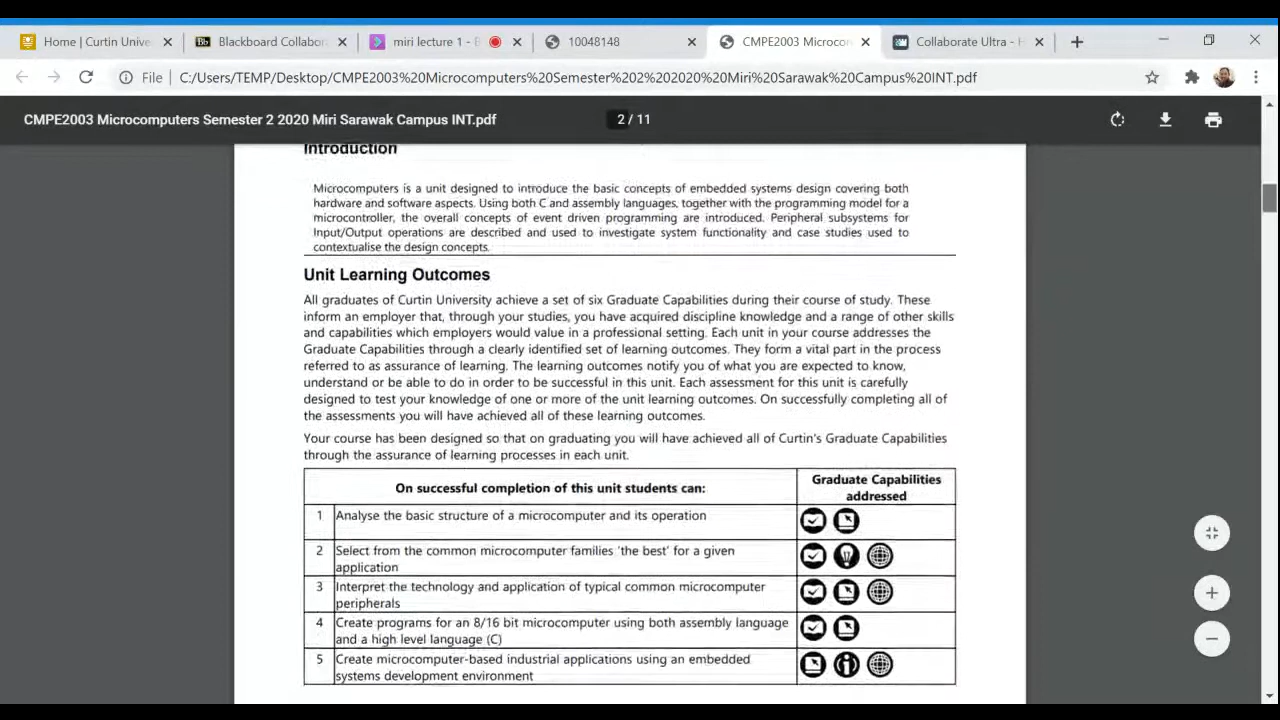 Home | Curtin Unive
Blackboard Collabor
miri lecture 1 - B
10048148
CMPE2003 Microcon
Collaborate Ultra - H
File
C:/Users/TEMP/Desktop/CMPE2003%20Microcomputers%20Semester%202%202020%20Miri%20Sarawak%20Campus%20INT.pdf
CMPE2003 Microcomputers Semester 2 2020 Miri Sarawak Campus INT.pdf
2 / 11
Introduction
Microcomputers is a unit designed to introduce the basic concepts of embedded systems design covering both
hardware and software aspects. Using both C and assembly languages, together with the programming model for a
microcontroller, the overall concepts of event driven programming are introduced. Peripheral subsystems for
Input/Output operations are described and used to investigate system functionality and case studies used to
contextualise the design concepts.
Unit Learning Outcomes
All graduates of Curtin University achieve a set of six Graduate Capabilities during their course of study. These
inform an employer that, through your studies, you have acquired discipline knowledge and a range of other skills
and capabilities which employers would value in a professional setting. Each unit in your course addresses the
Graduate Capabilities through a clearly identified set of learning outcomes. They form a vital part in the process
referred to as assurance of learning. The learning outcomes notify you of what you are expected to know,
understand or be able to do in order to be successful in this unit. Each assessment for this unit is carefully
designed to test your knowledge of one or more of the unit learning outcomes. On successfully completing all of
the assessments you will have achieved all of these learning outcomes.
Your course has been designed so that on graduating you will have achieved all of Curtin's Graduate Capabilities
through the assurance of learning processes in each unit.
On successful completion of this unit students can:
Graduate Capabilities
addressed
1 Analyse the basic structure of a microcomputer and its operation
2 Select from the common microcomputer families 'the best' for a given
application
3 Interpret the technology and application of typical common microcomputer
peripherals
4 Create programs for an 8/16 bit microcomputer using both assembly language
and a high level language (C)
5 Create microcomputer-based industrial applications using an embedded
systems development environment